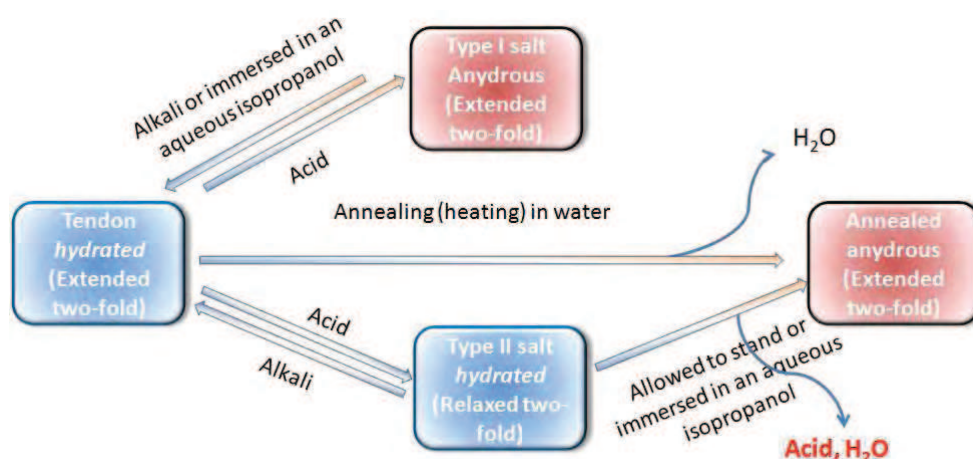 Type I salt
Anydrous
(Extended
two-fold)
Alkali or immersed in an
aqueous isopropanol
Acid
H₂O
Annealing (heating) in water
Tendon
hydrated
(Extended
two-fold)
Annealed
anydrous
(Extended
two-fold)
Acid
Alkali
Type II salt
hydrated
(Relaxed two-
fold)
Allowed to stand or
immersed in an aqueous
isopropanol
Acid, H₂O